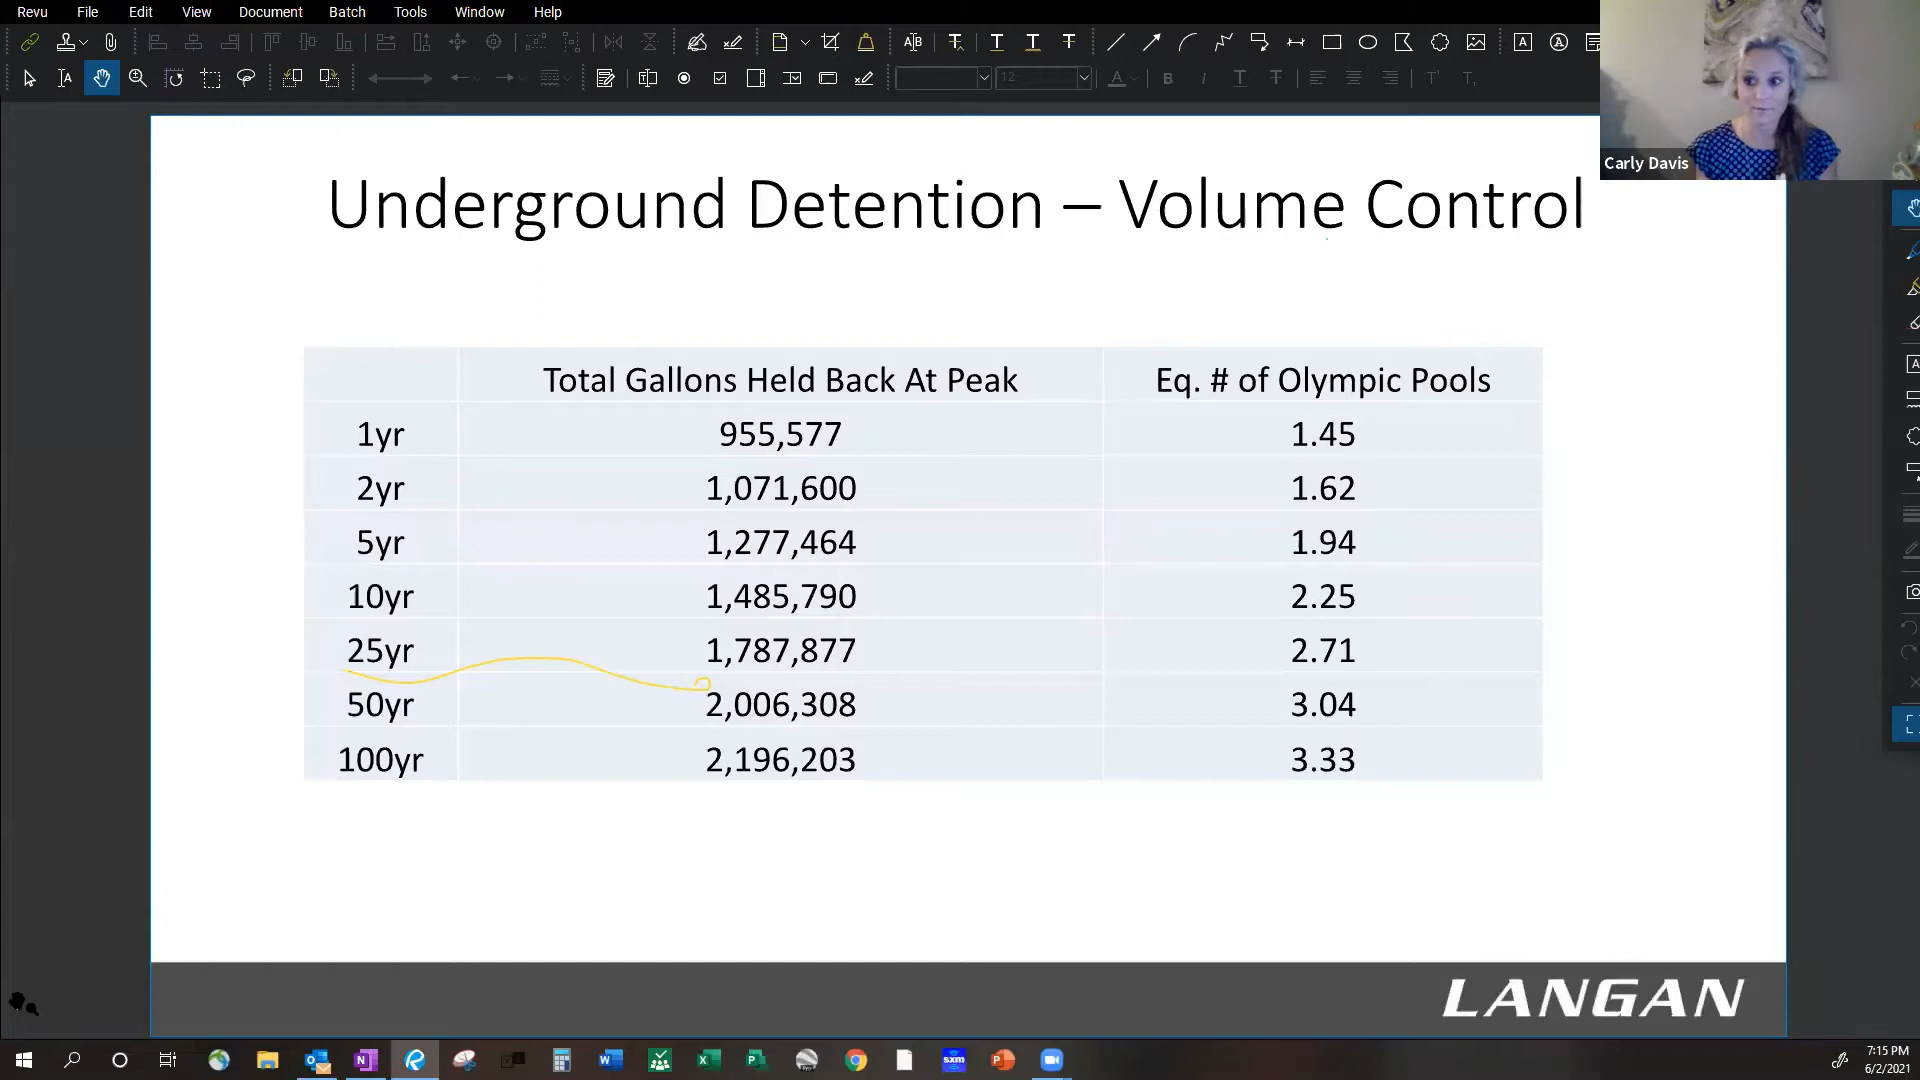 Revu File Edit View Document Batch Tools Window Help
12
Carly Davis
Underground Detention – Volume Control
Total Gallons Held Back At Peak Eq. # of Olympic Pools
1yr 955,577 1.45
2yr 1,071,600 1.62
5yr 1,277,464 1.94
10yr 1,485,790 2.25
25yr 1,787,877 2.71
50yr 2,006,308 3.04
100yr 2,196,203 3.33
LANGAN
7:15 PM
6/2/2021